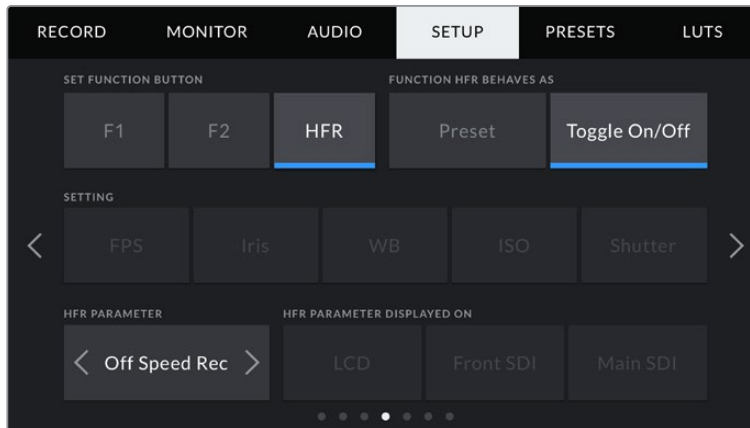 RECORD MONITOR AUDIO SETUP PRESETS LUTS
SET FUNCTION BUTTON FUNCTION HFR BEHAVES AS
F1 F2 HFR Preset Toggle On/Off
SETTING
FPS Iris WB ISO Shutter
HFR PARAMETER HFR PARAMETER DISPLAYED ON
Off Speed Rec LCD Front SDI Main SDI